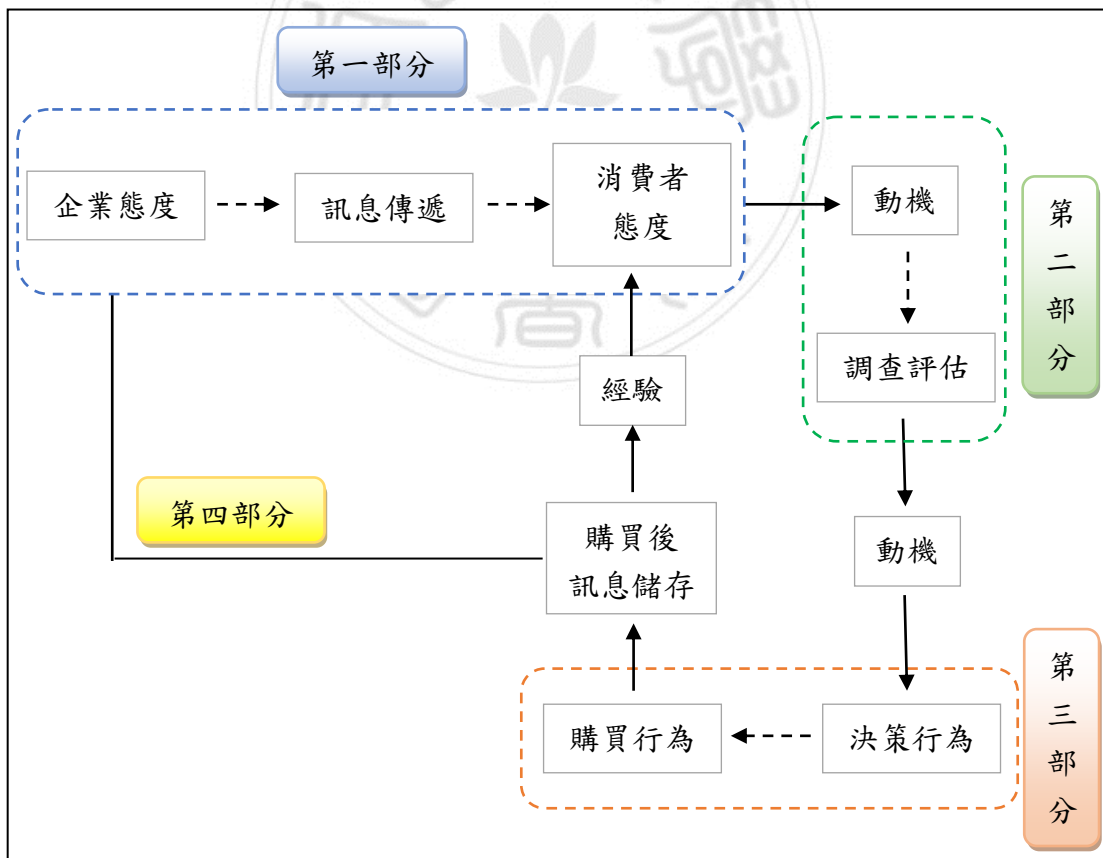 第一部分
企業態度
訊息傳遞
消費者
態度
動機
調查評估
第二部分
經驗
第四部分
購買後
訊息儲存
動機
購買行為
決策行為
第三部分